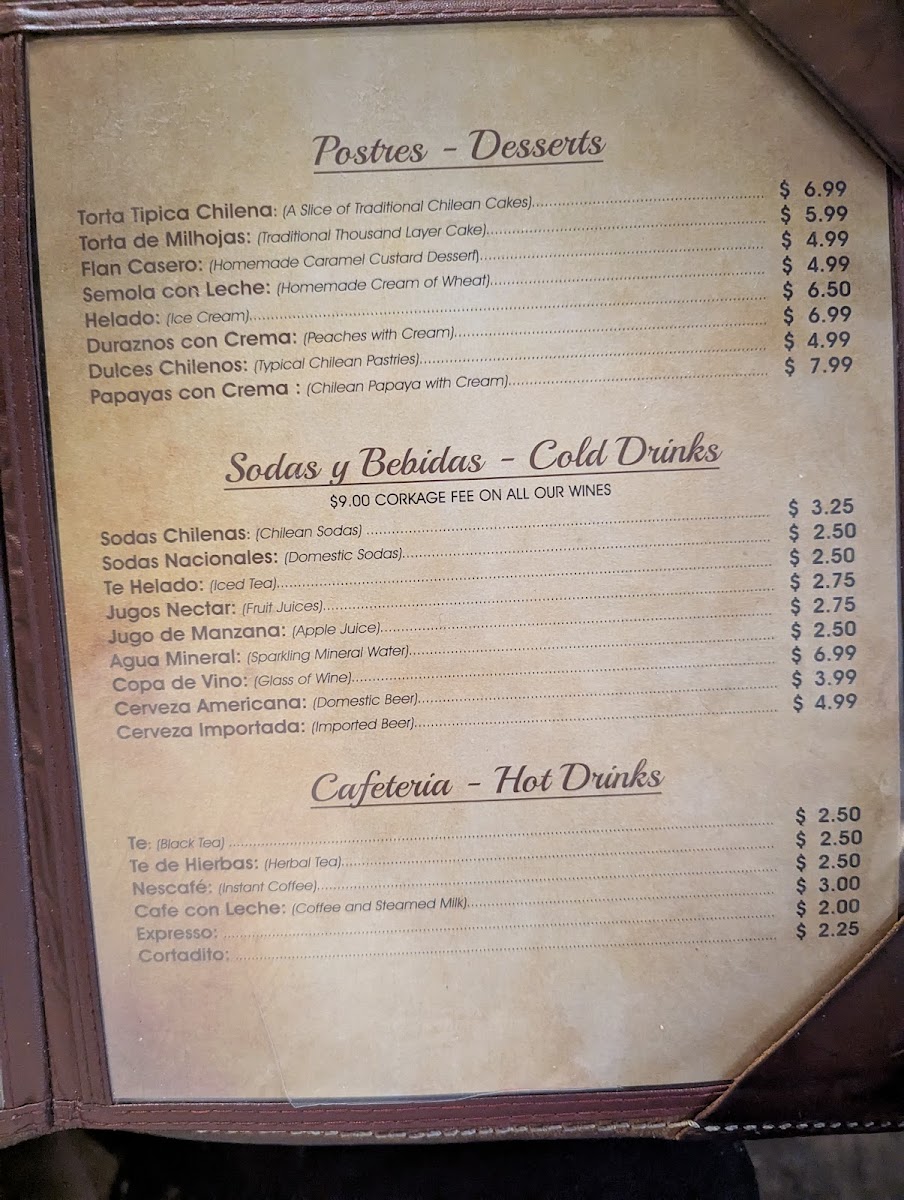 Postres - Desserts
Torta Tipica Chilena: (A Slice of Traditional Chilean Cakes) $ 6.99
Torta de Milhojas: (Traditional Thousand Layer Cake) $ 5.99
Flan Casero: (Homemade Caramel Custard Dessert) $ 4.99
Semola con Leche: (Homemade Cream of Wheat) $ 4.99
Helado: (Ice Cream) $ 6.50
Duraznos con Crema: (Peaches with Cream) $ 6.99
Dulces Chilenos: (Typical Chilean Pastries) $ 4.99
Papayas con Crema : (Chilean Papaya with Cream) $ 7.99
Sodas y Bebidas - Cold Drinks
$9.00 CORKAGE FEE ON ALL OUR WINES
Sodas Chilenas: (Chilean Sodas) $ 3.25
Sodas Nacionales: (Domestic Sodas) $ 2.50
Te Helado: (Iced Tea) $ 2.50
Jugos Nectar: (Fruit Juices) $ 2.75
Jugo de Manzana: (Apple Juice) $ 2.75
Agua Mineral: (Sparkling Mineral Water) $ 2.50
Copa de Vino: (Glass of Wine) $ 6.99
Cerveza Americana: (Domestic Beer) $ 3.99
Cerveza Importada: (Imported Beer) $ 4.99
Cafeteria - Hot Drinks
Te: (Black Tea) $ 2.50
Te de Hierbas: (Herbal Tea) $ 2.50
Nescafé: (Instant Coffee) $ 2.50
Cafe con Leche: (Coffee and Steamed Milk) $ 3.00
Expresso: $ 2.00
Cortadito: $ 2.25